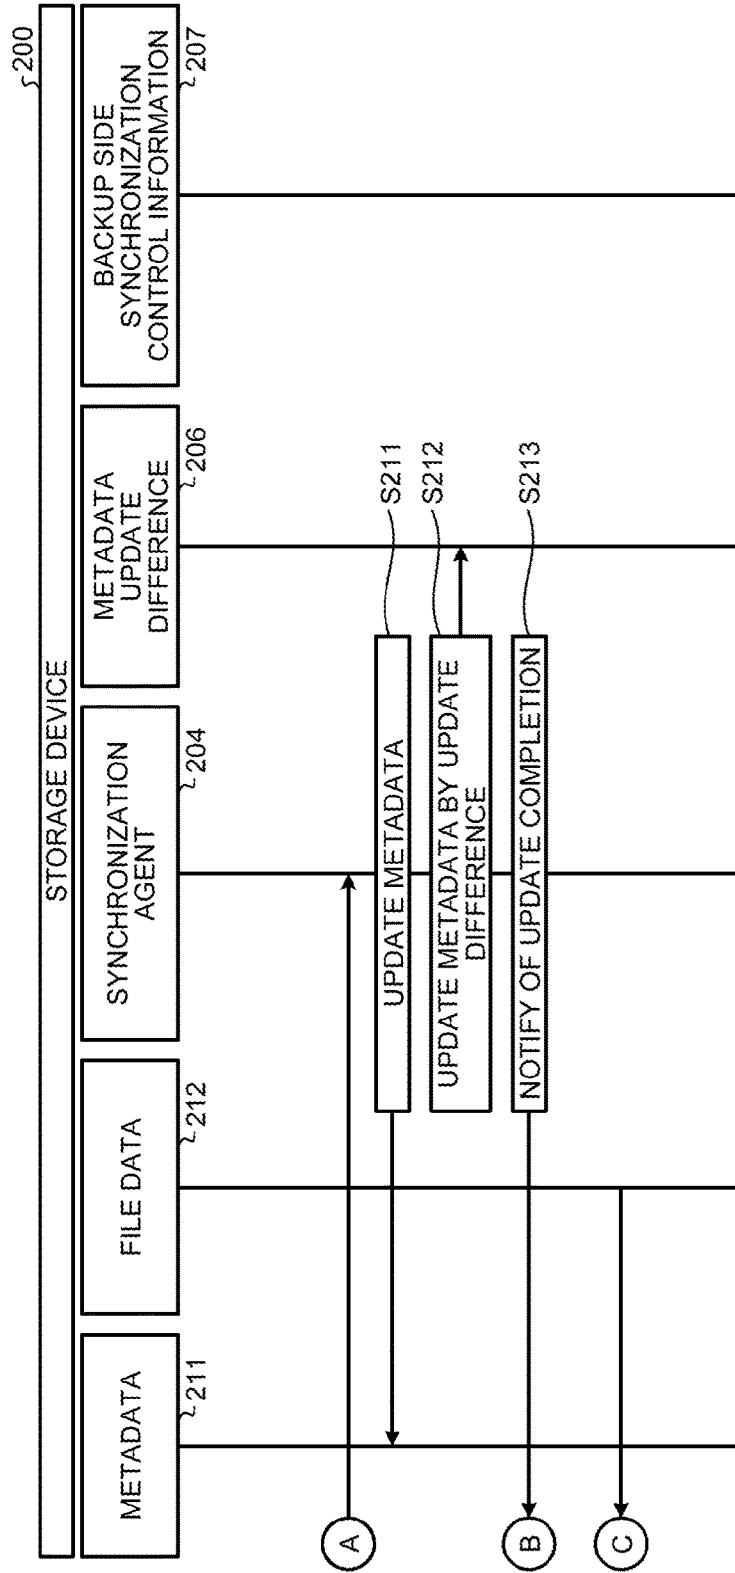 STORAGE DEVICE
200
METADATA
211
FILE DATA
212
SYNCHRONIZATION
AGENT
204
METADATA
UPDATE
DIFFERENCE
206
BACKUP SIDE
SYNCHRONIZATION
CONTROL INFORMATION
207
A
UPDATE METADATA
S211
UPDATE METADATA BY UPDATE
DIFFERENCE
S212
B
NOTIFY OF UPDATE COMPLETION
S213
C